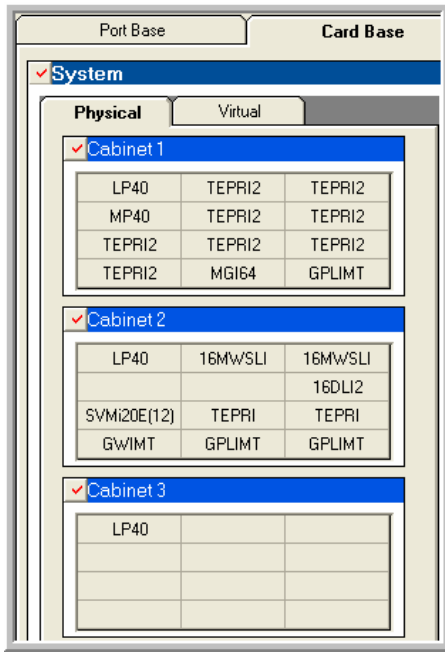 Port Base Card Base
System
Physical Virtual
Cabinet 1
LP40 TEPRI2 TEPRI2
MP40 TEPRI2 TEPRI2
TEPRI2 TEPRI2 TEPRI2
TEPRI2 MGI64 GPLIMT
Cabinet 2
LP40 16MWSLI 16MWSLI
16DLI2
SVMi20E(12) TEPRI TEPRI
GWIMT GPLIMT GPLIMT
Cabinet 3
LP40